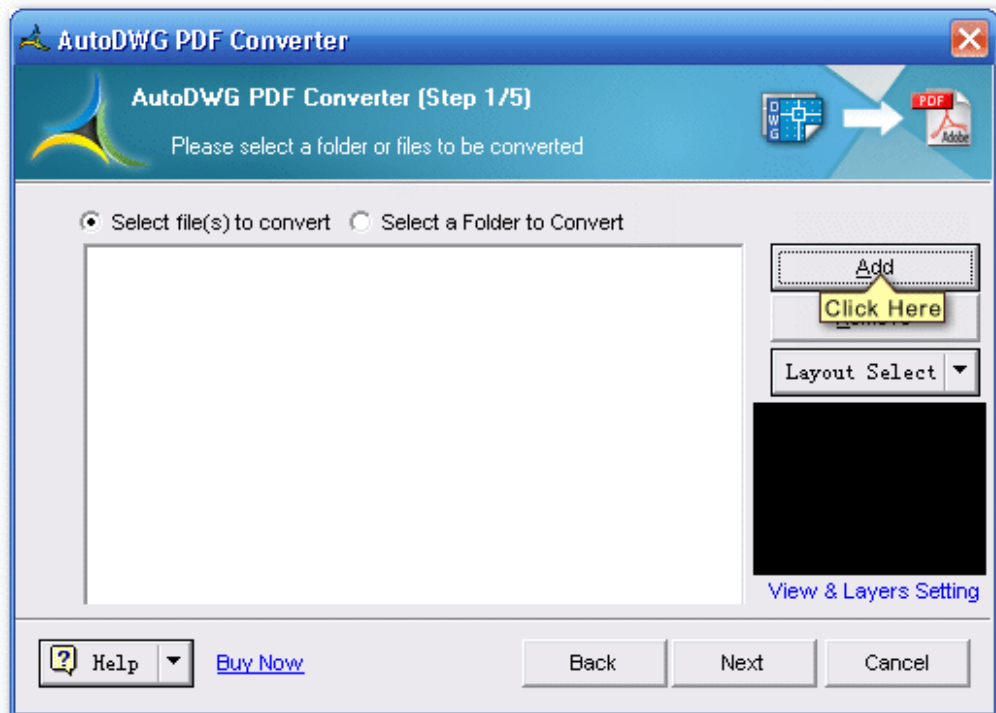 AutoDWG PDF Converter
AutoDWG PDF Converter (Step 1/5)
Please select a folder or files to be converted
DWG
PDF
Adobe
Select file(s) to convert
Select a Folder to Convert
Add
Click Here
Layout Select
View & Layers Setting
Help
Buy Now
Back
Next
Cancel